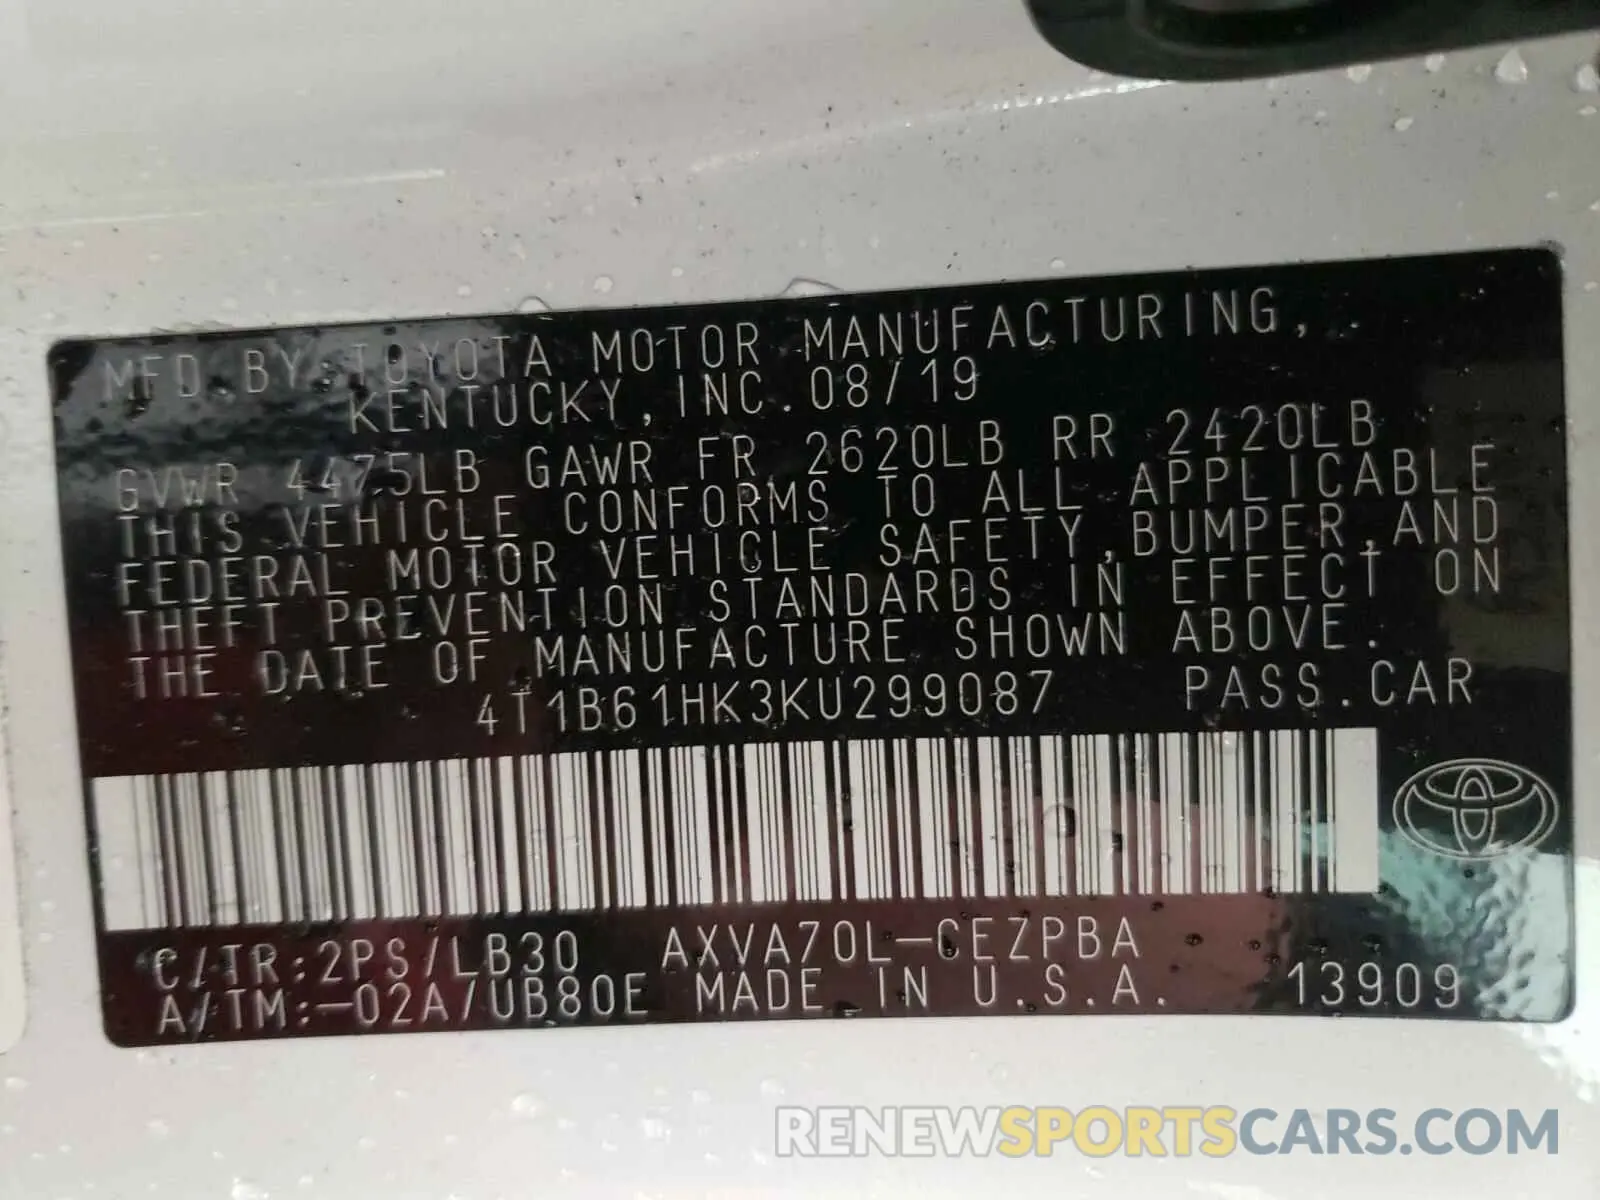 MFD.BY:TOYOTA MOTOR MANUFACTURING,
KENTUCKY,INC.08/19
GVWR 4475LB GAWR FR 2620LB RR 2420LB
THIS VEHICLE CONFORMS TO ALL APPLICABLE
FEDERAL MOTOR VEHICLE SAFETY,BUMPER,AND
THEFT PREVENTION STANDARDS IN EFFECT ON
THE DATE OF MANUFACTURE SHOWN ABOVE.
4T1B61HK3KU299087 PASS.CAR
C/TR:2PS/LB30 AXVA70L-CEZPBA
A/TM:-02A/UB80E MADE IN U.S.A. 13909
RENEWSPORTSCARS.COM